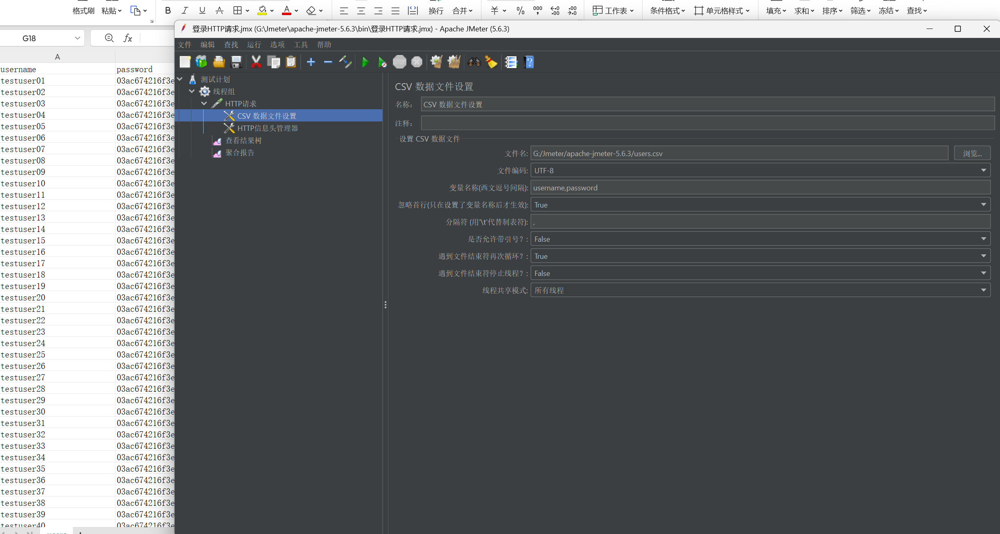 格式刷 粘贴 B I U A 换行 合并 % 000 工作表 条件格式 单元格样式 填充 求和 排序 筛选 冻结 查找
登录HTTP请求.jmx (G:\Jmeter\apache-jmeter-5.6.3\bin\登录HTTP请求.jmx) - Apache JMeter (5.6.3)
G18 fx
文件 编辑 查找 运行 选项 工具 帮助
STOP
A
username password
testuser01 03ac674216f3e
testuser02 03ac674216f3e
testuser03 03ac674216f3e
testuser04 03ac674216f3e
testuser05 03ac674216f3e
testuser06 03ac674216f3e
testuser07 03ac674216f3e
testuser08 03ac674216f3e
testuser09 03ac674216f3e
testuser10 03ac674216f3e
testuser11 03ac674216f3e
testuser12 03ac674216f3e
testuser13 03ac674216f3e
testuser14 03ac674216f3e
testuser15 03ac674216f3e
testuser16 03ac674216f3e
testuser17 03ac674216f3e
testuser18 03ac674216f3e
testuser19 03ac674216f3e
testuser20 03ac674216f3e
testuser21 03ac674216f3e
testuser22 03ac674216f3e
testuser23 03ac674216f3e
testuser24 03ac674216f3e
testuser25 03ac674216f3e
testuser26 03ac674216f3e
testuser27 03ac674216f3e
testuser28 03ac674216f3e
testuser29 03ac674216f3e
testuser30 03ac674216f3e
testuser31 03ac674216f3e
testuser32 03ac674216f3e
testuser33 03ac674216f3e
testuser34 03ac674216f3e
testuser35 03ac674216f3e
testuser36 03ac674216f3e
testuser37 03ac674216f3e
testuser38 03ac674216f3e
testuser39 03ac674216f3e
testuser40 03ac674216f3e
测试计划
线程组
HTTP请求
CSV 数据文件设置
HTTP信息头管理器
查看结果树
聚合报告
CSV 数据文件设置
名称: CSV 数据文件设置
注释:
设置 CSV 数据文件
文件名: G:/Jmeter/apache-jmeter-5.6.3/users.csv 浏览...
文件编码: UTF-8
变量名称(西文逗号间隔): username,password
忽略首行(只在设置了变量名称后才生效): True
分隔符 (用'\t'代替制表符): ,
是否允许带引号? : False
遇到文件结束符再次循环? : True
遇到文件结束符停止线程? : False
线程共享模式: 所有线程